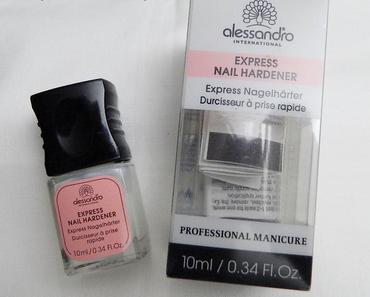 alessandro
INTERNATIONAL
EXPRESS
NAIL HARDENER
Express Nagelhärter
Durcisseur à prise
rapide
10ml / 0.34 Fl.Oz.
alessandro
INTERNATIONAL
EXPRESS
NAIL HARDENER
Express Nagelhärter
Durcisseur à prise rapide
PROFESSIONAL MANICURE
10ml / 0.34 Fl.Oz.